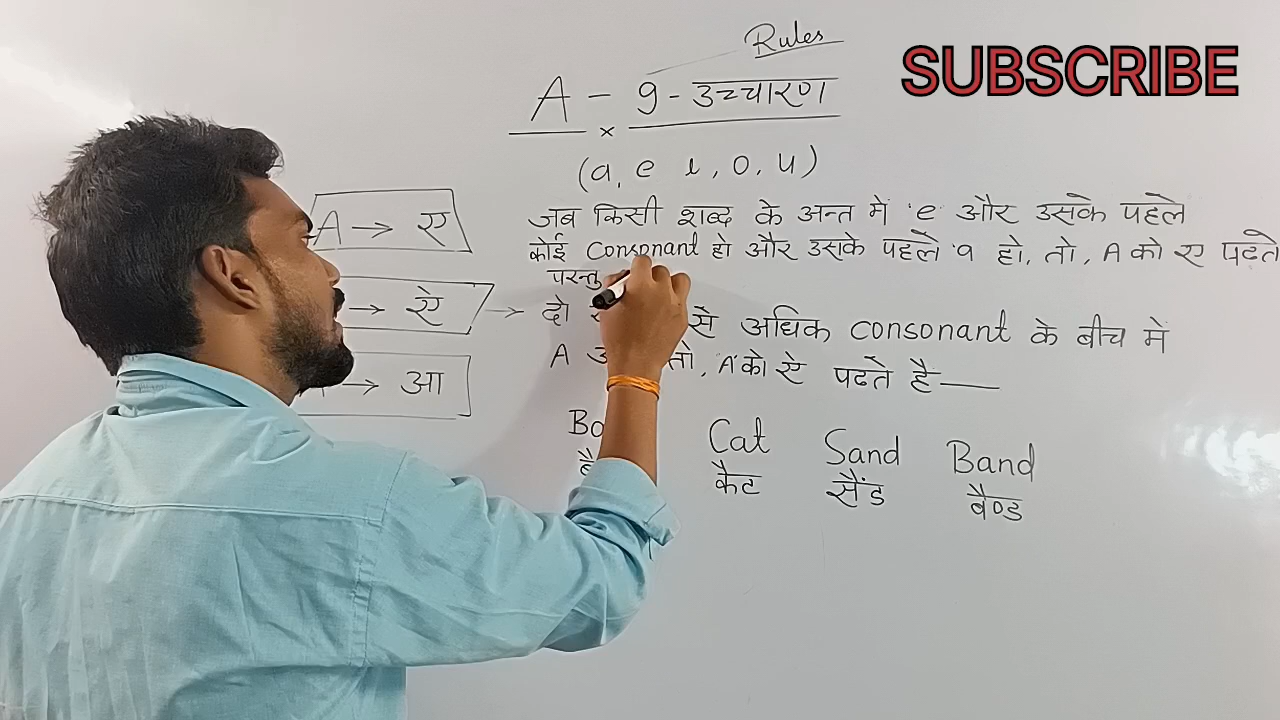 Rules
SUBSCRIBE
A - 9 - उच्चारण
×
(a, e ı, o, u)
A → ए
जब किसी शब्द के अन्त में 'e और उसके पहले
कोई Consonant हो और उसके पहले 'a हो, तो, A को ए पढते
परन्तु
→ ऐ → दो से अधिक consonant के बीच में
A तो, A को ऐ पढते है—
→ आ
Cat Sand Band
कैट सैंड बैण्ड